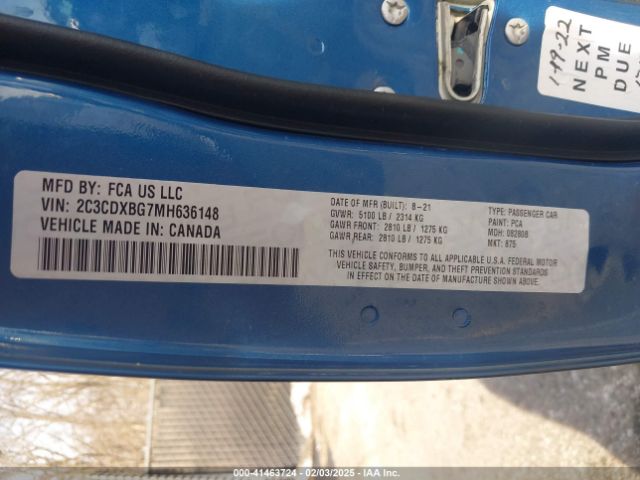 1-19-22
NEXT
PM
DUE
MFD BY: FCA US LLC
VIN: 2C3CDXBG7MH636148
VEHICLE MADE IN: CANADA
DATE OF MFR (BUILT): 8-21
GVWR: 5100 LB / 2314 KG
GAWR FRONT: 2810 LB / 1275 KG
GAWR REAR: 2810 LB / 1275 KG
TYPE: PASSENGER CAR
PAINT: PCA
MDH: 082808
MKT: 875
THIS VEHICLE CONFORMS TO ALL APPLICABLE U.S.A. FEDERAL MOTOR
VEHICLE SAFETY, BUMPER, AND THEFT PREVENTION STANDARDS
IN EFFECT ON THE DATE OF MANUFACTURE SHOWN ABOVE.
000-41463724 - 02/03/2025 - IAA Inc.